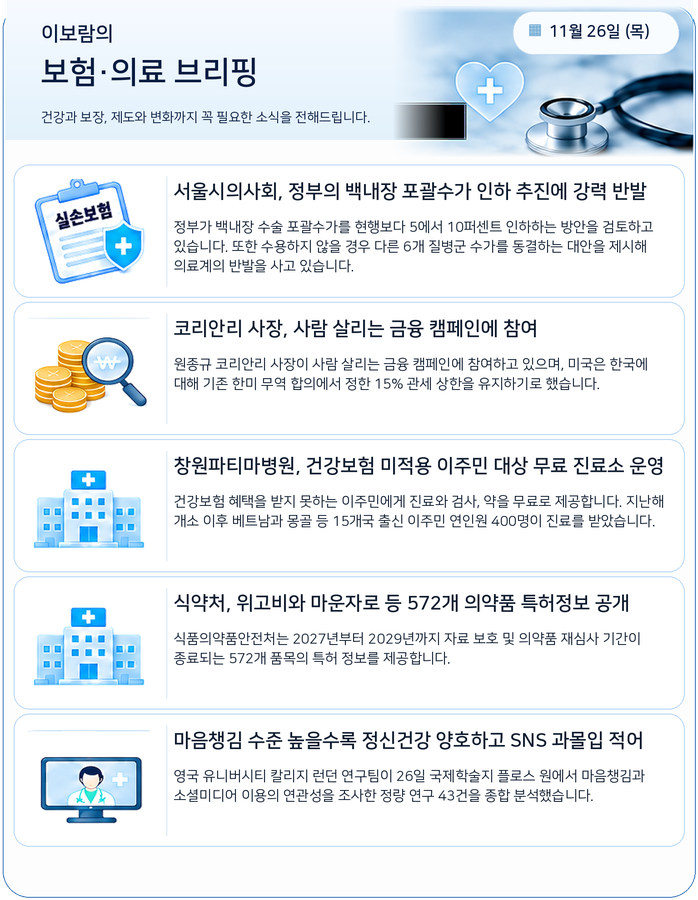 이보람의
11월 26일 (목)
보험·의료 브리핑
건강과 보장, 제도와 변화까지 꼭 필요한 소식을 전해드립니다.
실손보험
서울시의사회, 정부의 백내장 포괄수가 인하 추진에 강력 반발
정부가 백내장 수술 포괄수가를 현행보다 5에서 10퍼센트 인하하는 방안을 검토하고
있습니다. 또한 수용하지 않을 경우 다른 6개 질병군 수가를 동결하는 대안을 제시해
의료계의 반발을 사고 있습니다.
코리안리 사장, 사람 살리는 금융 캠페인에 참여
원종규 코리안리 사장이 사람 살리는 금융 캠페인에 참여하고 있으며, 미국은 한국에
대해 기존 한미 무역 합의에서 정한 15% 관세 상한을 유지하기로 했습니다.
창원파티마병원, 건강보험 미적용 이주민 대상 무료 진료소 운영
건강보험 혜택을 받지 못하는 이주민에게 진료와 검사, 약을 무료로 제공합니다. 지난해
개소 이후 베트남과 몽골 등 15개국 출신 이주민 연인원 400명이 진료를 받았습니다.
식약처, 위고비와 마운자로 등 572개 의약품 특허정보 공개
식품의약품안전처는 2027년부터 2029년까지 자료 보호 및 의약품 재심사 기간이
종료되는 572개 품목의 특허 정보를 제공합니다.
마음챙김 수준 높을수록 정신건강 양호하고 SNS 과몰입 적어
영국 유니버시티 칼리지 런던 연구팀이 26일 국제학술지 플로스 원에서 마음챙김과
소셜미디어 이용의 연관성을 조사한 정량 연구 43건을 종합 분석했습니다.